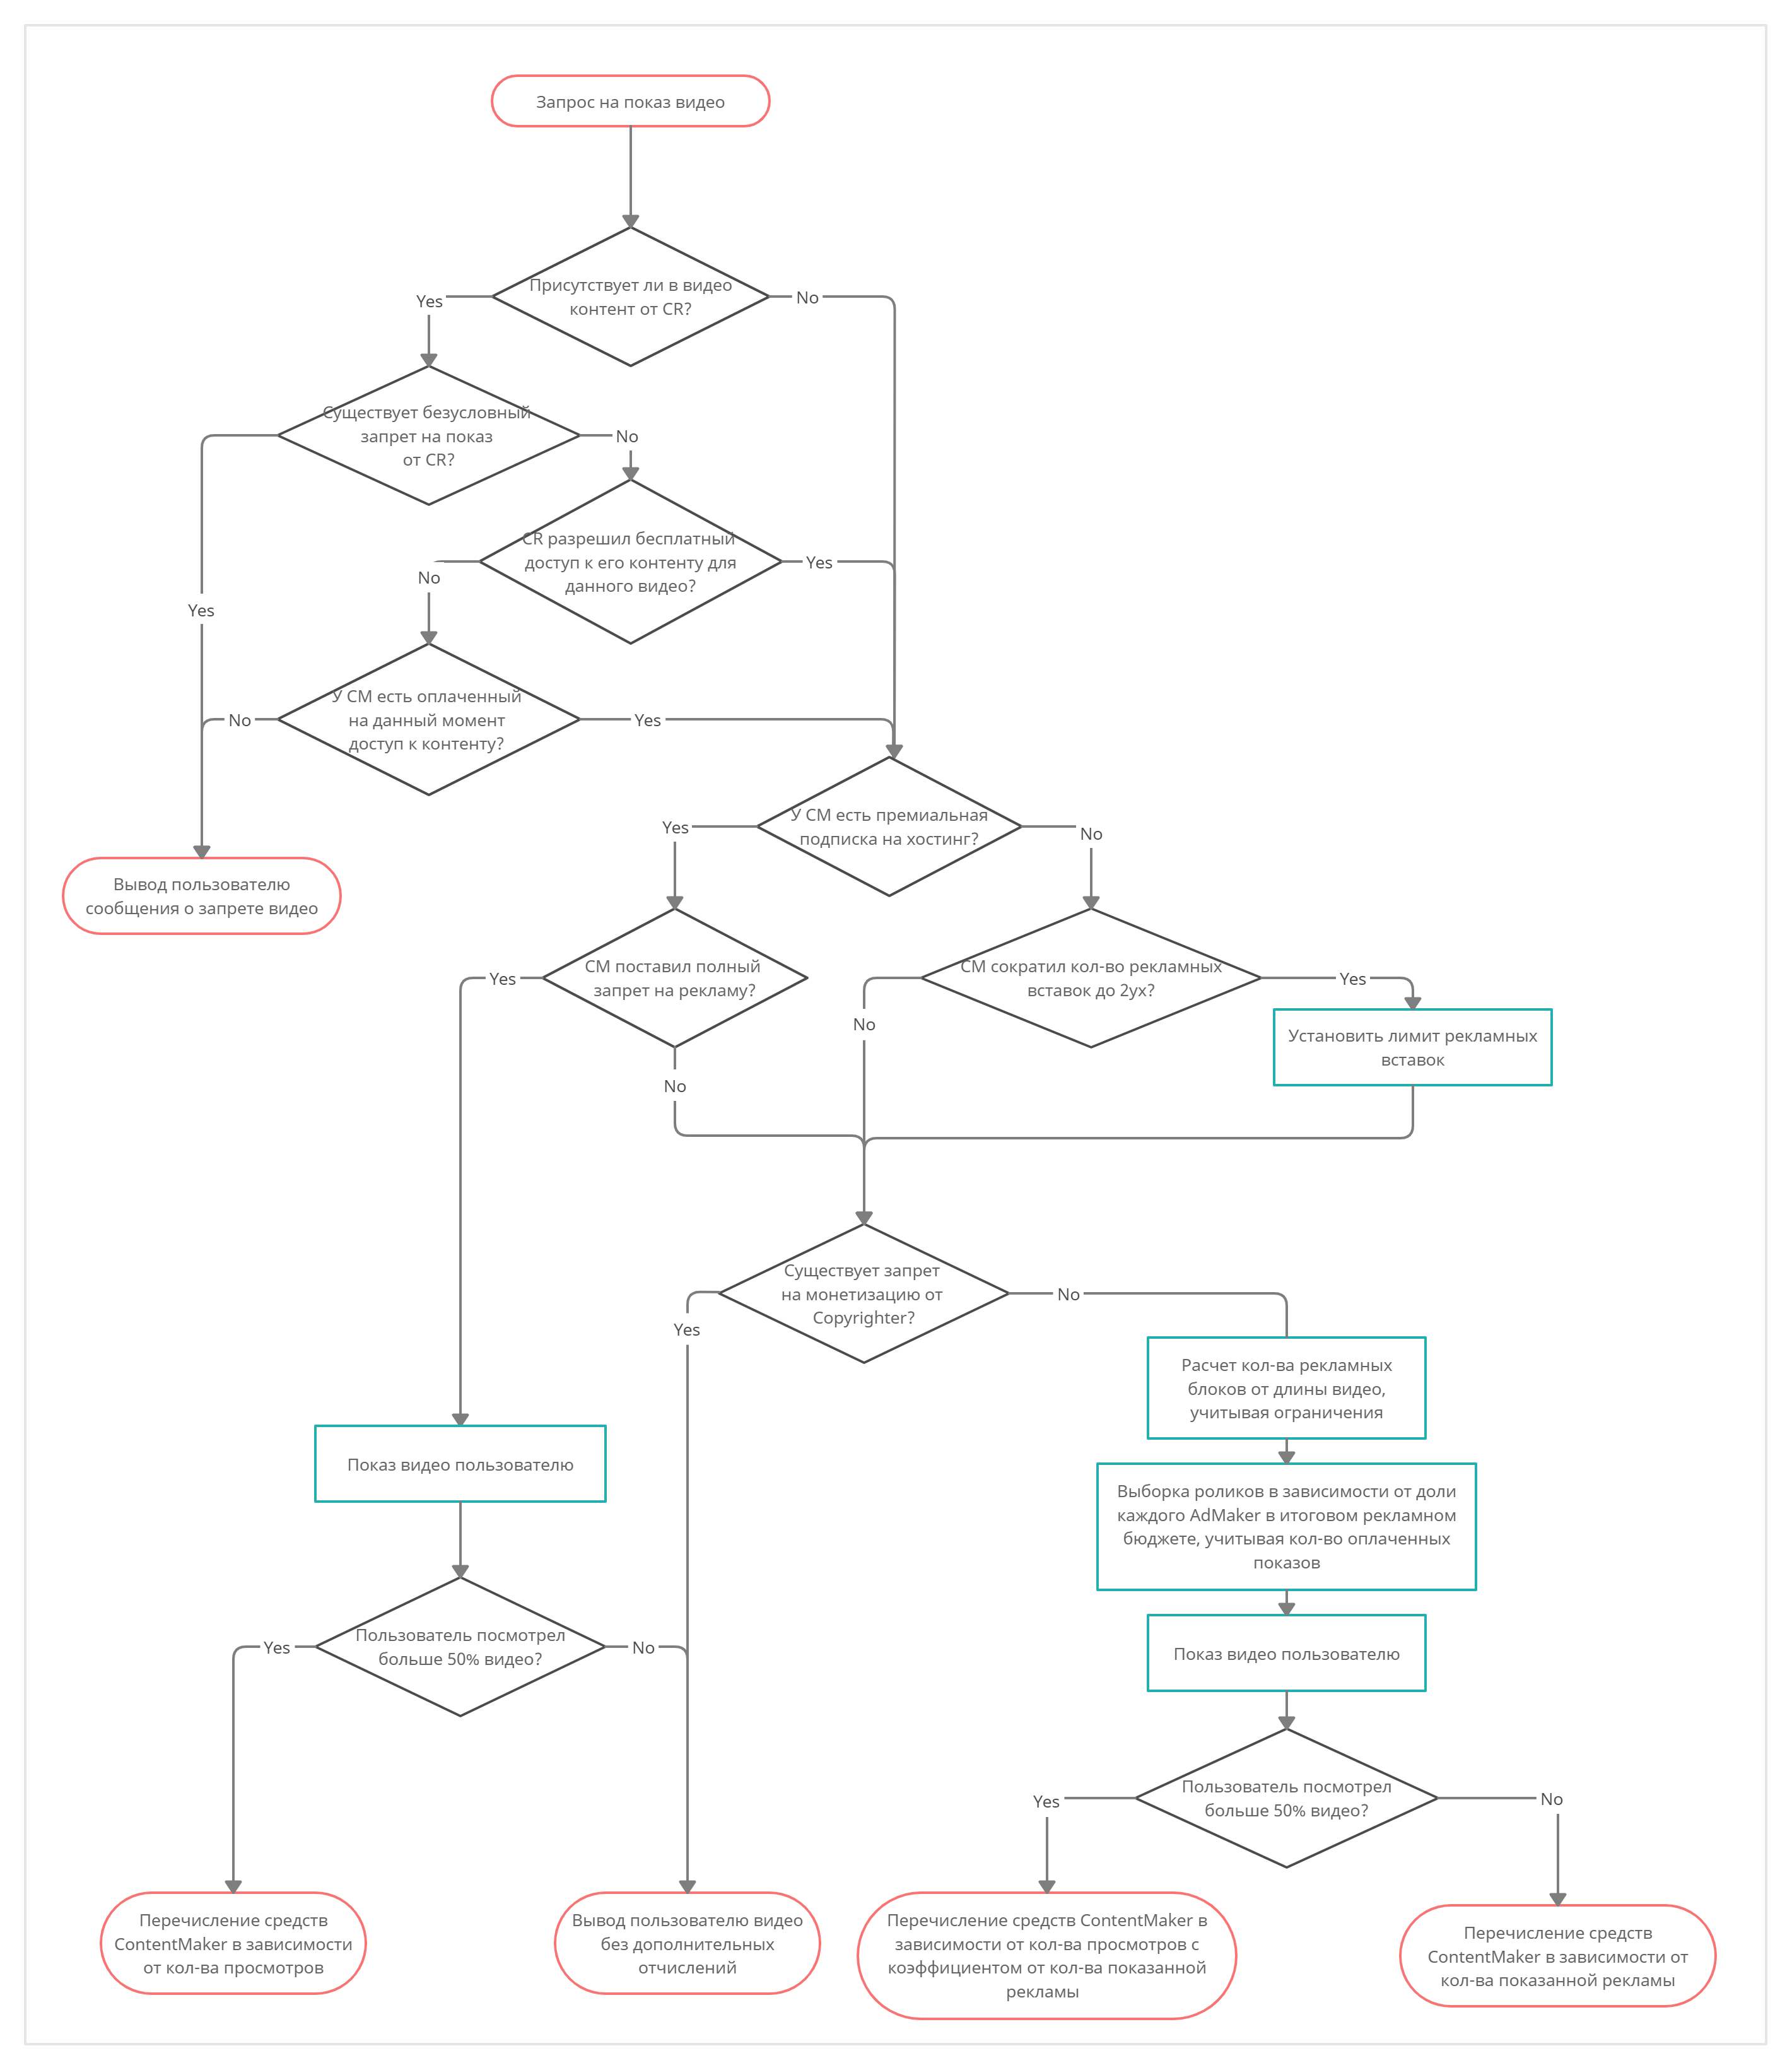 Запрос на показ видео
Присутствует ли в видео
контент от CR?
Yes
No
Существует безусловный
запрет на показ
от CR?
No
CR разрешил бесплатный
доступ к его контенту для
данного видео?
Yes
No
Yes
У СМ есть оплаченный
на данный момент
доступ к контенту?
No
Yes
У СМ есть премиальная
подписка на хостинг?
Yes
No
Вывод пользователю
сообщения о запрете видео
СМ поставил полный
запрет на рекламу?
Yes
No
СМ сократил кол-во рекламных
вставок до 2ух?
Yes
No
Установить лимит рекламных
вставок
Существует запрет
на монетизацию от
Copyrighter?
Yes
No
Расчет кол-ва рекламных
блоков от длины видео,
учитывая ограничения
Показ видео пользователю
Выборка роликов в зависимости от доли
каждого AdMaker в итоговом рекламном
бюджете, учитывая кол-во оплаченных
показов
Показ видео пользователю
Пользователь посмотрел
больше 50% видео?
Yes
No
Пользователь посмотрел
больше 50% видео?
Yes
No
Перечисление средств
ContentMaker в зависимости
от кол-ва просмотров
Вывод пользователю видео
без дополнительных
отчислений
Перечисление средств ContentMaker в
зависимости от кол-ва просмотров с
коэффициентом от кол-ва показанной
рекламы
Перечисление средств
ContentMaker в зависимости от
кол-ва показанной рекламы